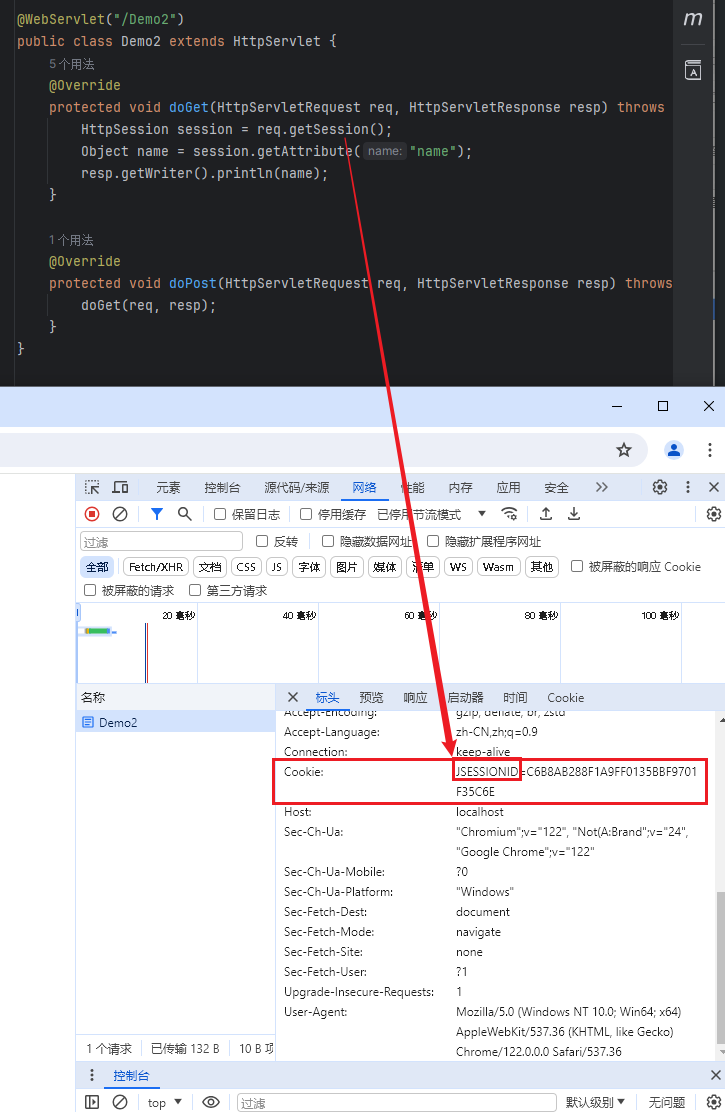 @WebServlet("/Demo2")
public class Demo2 extends HttpServlet {
5 个用法
@Override
protected void doGet(HttpServletRequest req, HttpServletResponse resp) throws
HttpSession session = req.getSession();
Object name = session.getAttribute( name: "name");
resp.getWriter().println(name);
}
1 个用法
@Override
protected void doPost(HttpServletRequest req, HttpServletResponse resp) throws
doGet(req, resp);
}
}
m
A
元素 控制台 源代码/来源 网络 性能 内存 应用 安全
保留日志 停用缓存 已停用节流模式
过滤 反转 隐藏数据网址 隐藏扩展程序网址
全部 Fetch/XHR 文档 CSS JS 字体 图片 媒体 清单 WS Wasm 其他 被屏蔽的响应 Cookie
被屏蔽的请求 第三方请求
20 毫秒 40 毫秒 60 毫秒 80 毫秒 100 毫秒
名称 标头 预览 响应 启动器 时间 Cookie
Demo2
Accept-Encoding: gzip, deflate, br, zstd
Accept-Language: zh-CN,zh;q=0.9
Connection: keep-alive
Cookie: JSESSIONID=C6B8AB288F1A9FF0135BBF9701
F35C6E
Host: localhost
Sec-Ch-Ua: "Chromium";v="122", "Not(A:Brand";v="24",
"Google Chrome";v="122"
Sec-Ch-Ua-Mobile: ?0
Sec-Ch-Ua-Platform: "Windows"
Sec-Fetch-Dest: document
Sec-Fetch-Mode: navigate
Sec-Fetch-Site: none
Sec-Fetch-User: ?1
Upgrade-Insecure-Requests: 1
User-Agent: Mozilla/5.0 (Windows NT 10.0; Win64; x64)
AppleWebKit/537.36 (KHTML, like Gecko)
Chrome/122.0.0.0 Safari/537.36
1 个请求 已传输 132 B 10 B 项
控制台
top 过滤 默认级别 无问题